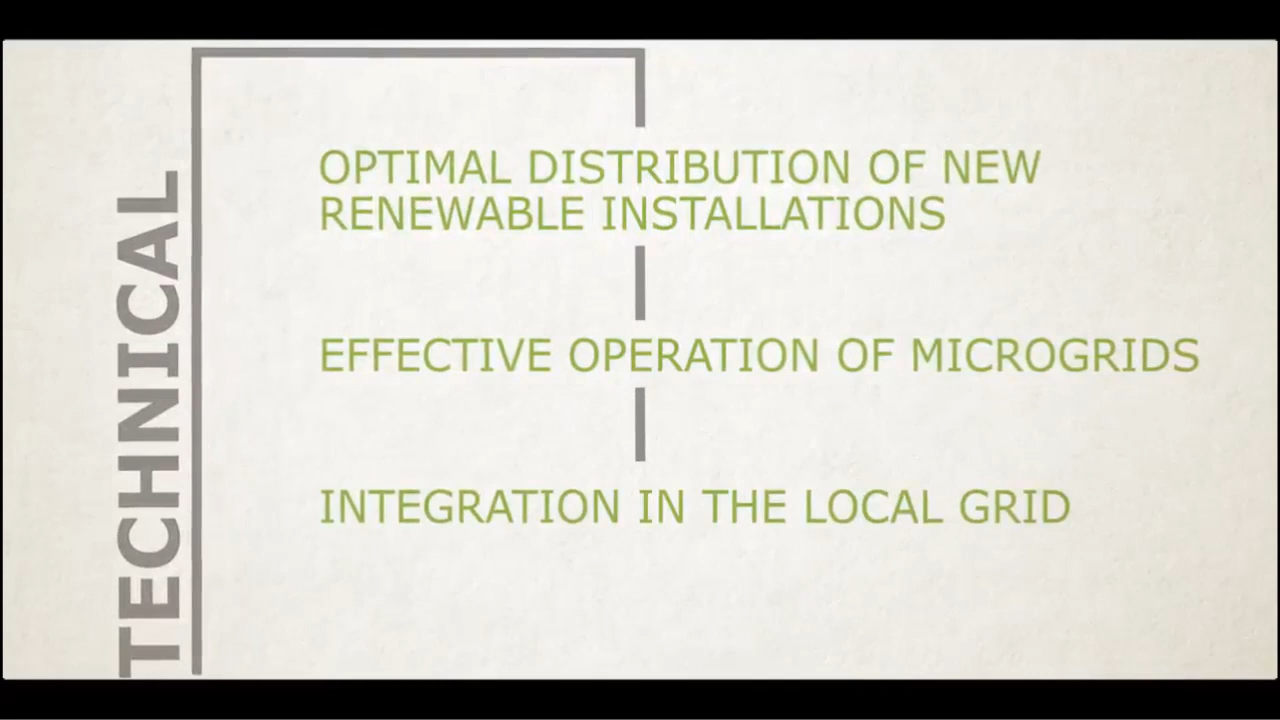 TECHNICAL
OPTIMAL DISTRIBUTION OF NEW
RENEWABLE INSTALLATIONS
EFFECTIVE OPERATION OF MICROGRIDS
INTEGRATION IN THE LOCAL GRID